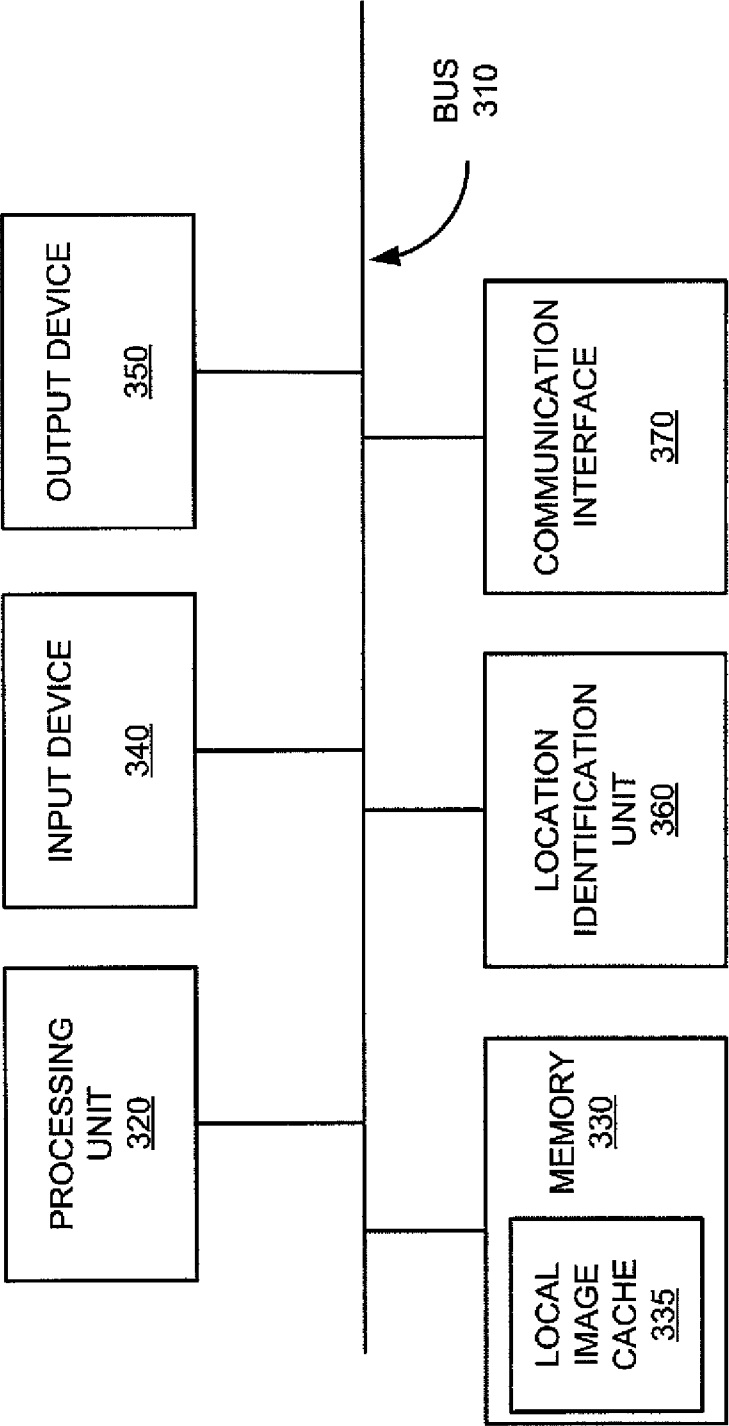 PROCESSING
UNIT
320
INPUT DEVICE
340
OUTPUT DEVICE
350
BUS
310
MEMORY
330
LOCAL
IMAGE
CACHE
335
LOCATION
IDENTIFICATION
UNIT
360
COMMUNICATION
INTERFACE
370